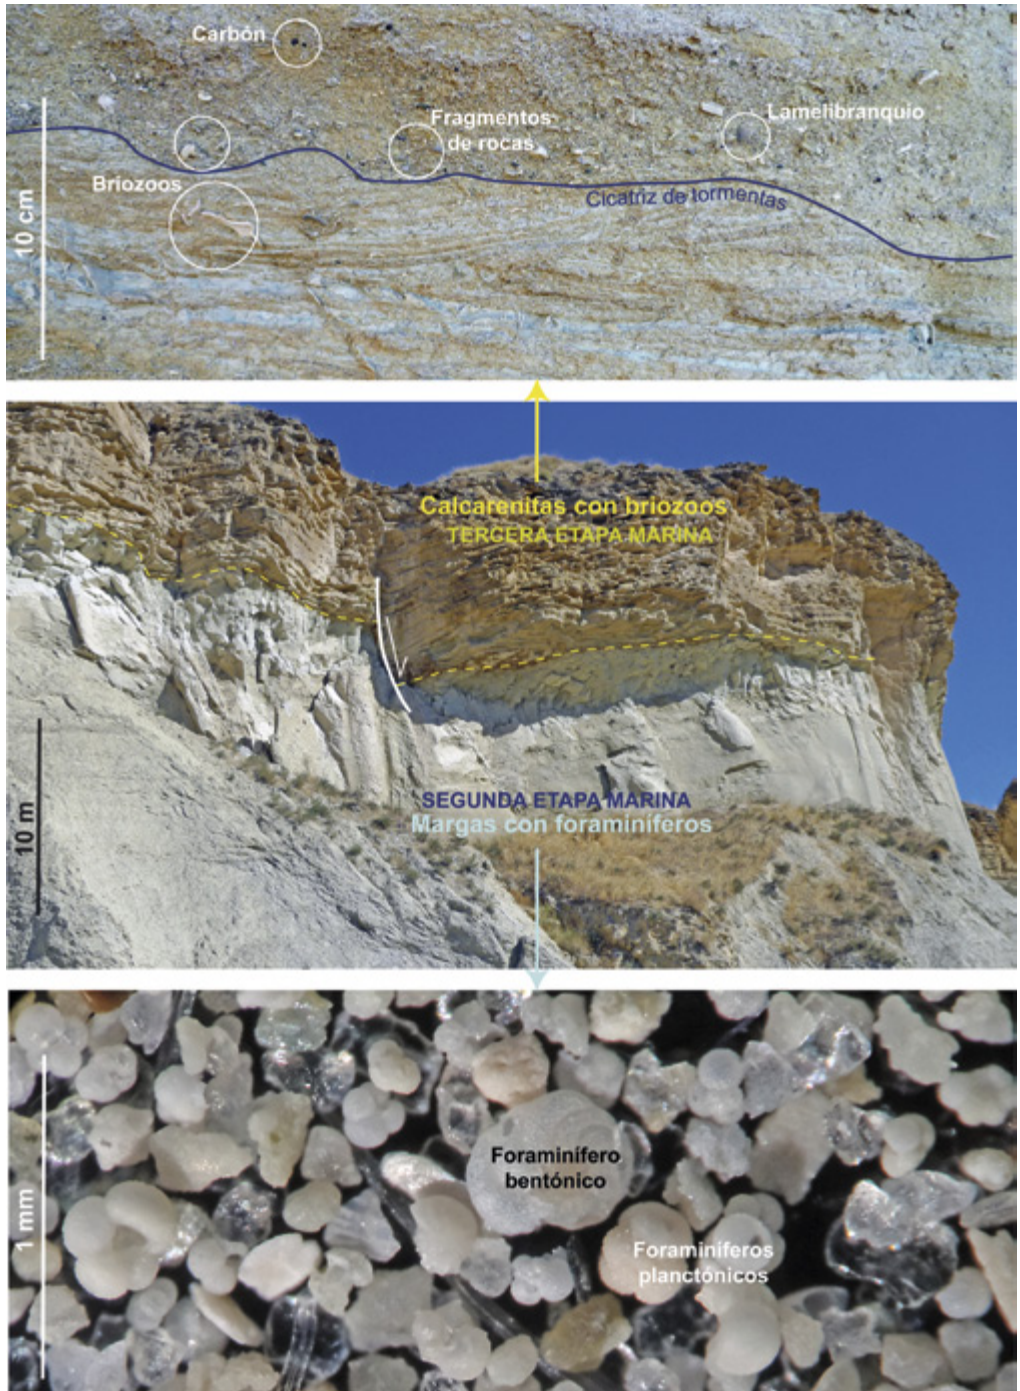 Carbón
Fragmentos
de rocas
Lamelibranquio
Briozoos
Cicatriz de tormentas
10 cm
Calcarenitas con briozoos
TERCERA ETAPA MARINA
SEGUNDA ETAPA MARINA
Margas con foraminíferos
10 m
Foraminífero
bentónico
Foraminíferos
planctónicos
1 mm